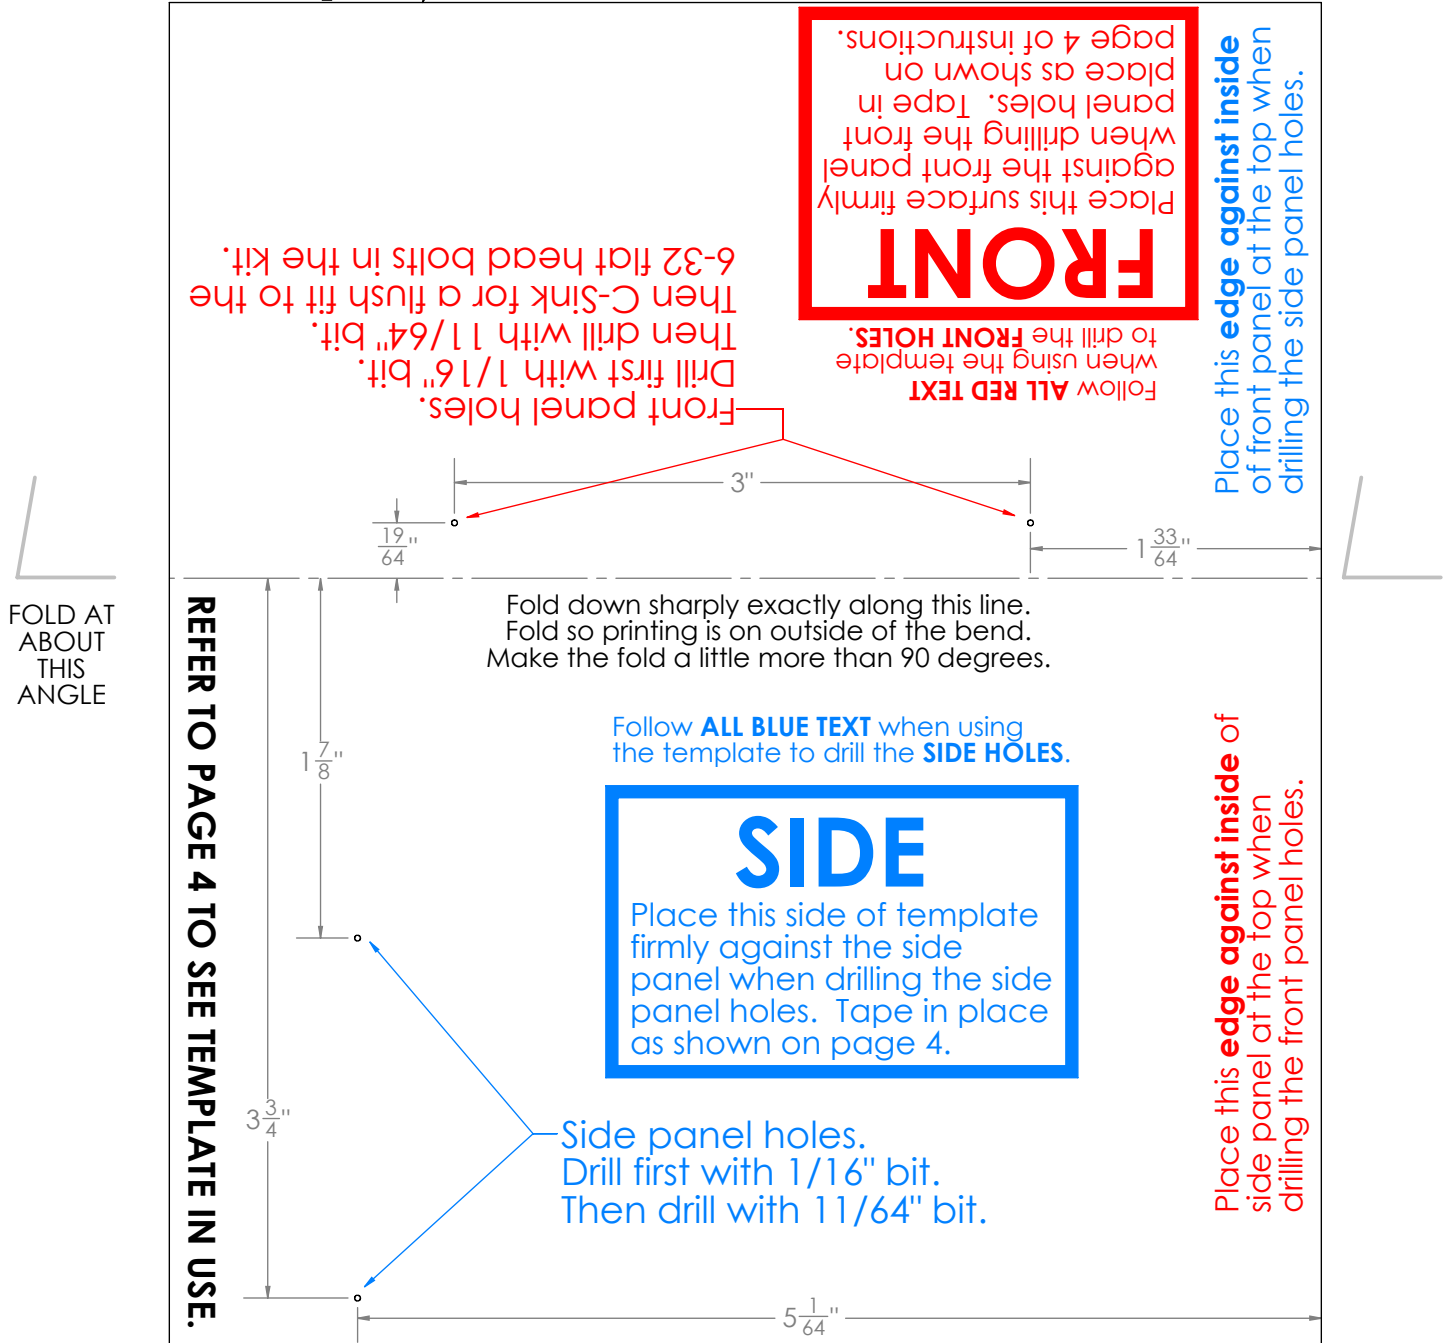 Place this surface firmly
against the front panel
when drilling the front
panel holes.  Tape in
place as shown on
page 4 of instructions.
FRONT
Follow ALL RED TEXT
when using the template
to drill the FRONT HOLES.
Front panel holes.
Drill first with 1/16" bit.
Then drill with 11/64" bit.
Then C-Sink for a flush fit to the
6-32 flat head bolts in the kit.
Place this edge against inside
of front panel at the top when
drilling the side panel holes.
3"
19/64"
1 33/64"
FOLD AT
ABOUT
THIS
ANGLE
REFER TO PAGE 4 TO SEE TEMPLATE IN USE.
Fold down sharply exactly along this line.
Fold so printing is on outside of the bend.
Make the fold a little more than 90 degrees.
1 7/8"
Follow ALL BLUE TEXT when using
the template to drill the SIDE HOLES.
SIDE
Place this side of template
firmly against the side
panel when drilling the side
panel holes.  Tape in place
as shown on page 4.
Place this edge against inside of
side panel at the top when
drilling the front panel holes.
3 3/4"
Side panel holes.
Drill first with 1/16" bit.
Then drill with 11/64" bit.
5 1/64"